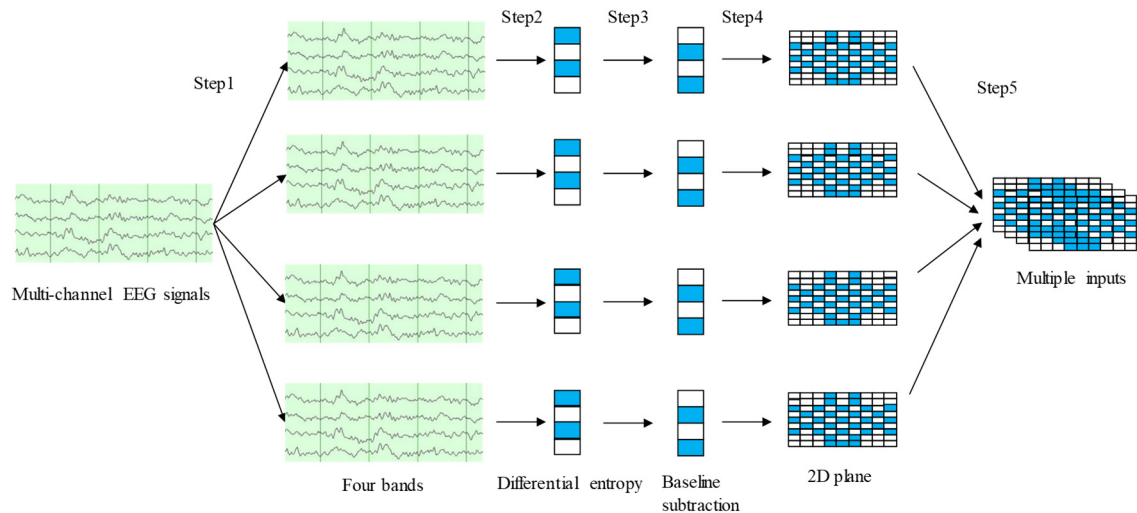 Step2
Step3
Step4
Step1
Step5
Multi-channel EEG signals
Multiple inputs
Four bands
Differential entropy
Baseline
subtraction
2D plane